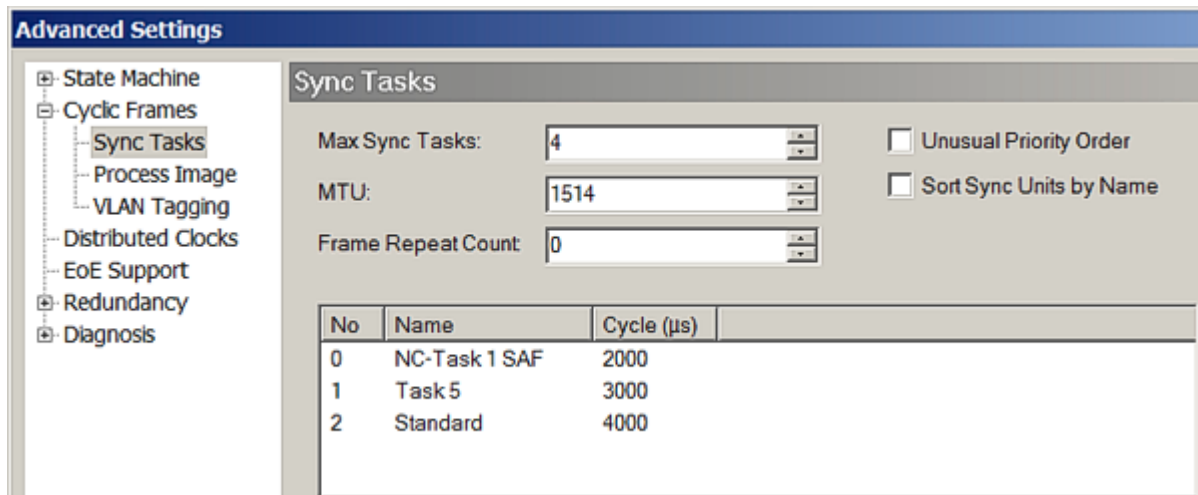 Advanced Settings
State Machine
Cyclic Frames
Sync Tasks
Process Image
VLAN Tagging
Distributed Clocks
EoE Support
Redundancy
Diagnosis
Sync Tasks
Max Sync Tasks: 4 Unusual Priority Order
MTU: 1514 Sort Sync Units by Name
Frame Repeat Count: 0
No Name Cycle (µs)
0 NC-Task 1 SAF 2000
1 Task 5 3000
2 Standard 4000